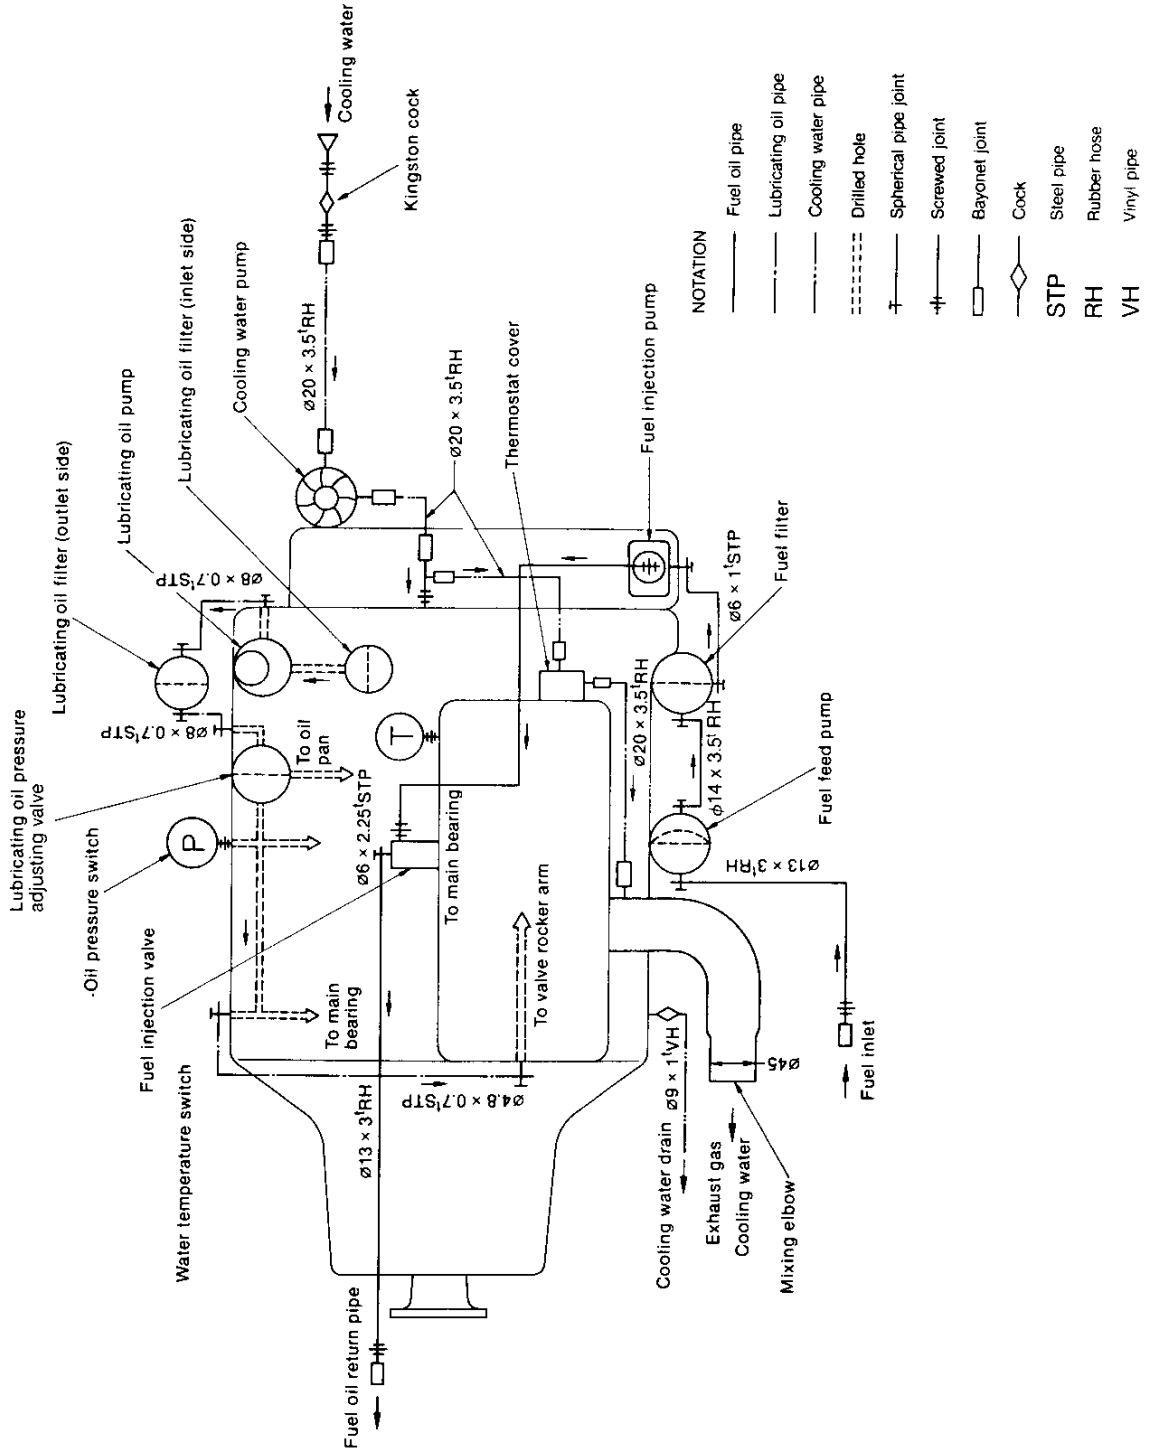 Lubricating oil pressure
adjusting valve
Lubricating oil filter (outlet side)
Lubricating oil pump
Lubricating oil filter (inlet side)
Cooling water pump
Kingston cock
Cooling water
-Oil pressure switch
Fuel injection valve
Water temperature switch
P
T
Ø8 × 0.7ᵗSTP
Ø8 × 0.7ᵗSTP
Ø20 × 3.5ᵗRH
Ø20 × 3.5ᵗRH
To oil
pan
To main
bearing
Ø6 × 2.25ᵗSTP
To main bearing
To valve rocker arm
Ø4.8 × 0.7ᵗSTP
Ø13 × 3ᵗRH
Fuel oil return pipe
Thermostat cover
Fuel injection pump
Ø6 × 1ᵗSTP
Fuel filter
Ø20 × 3.5ᵗRH
ϕ14 × 3.5ᵗ RH
Fuel feed pump
Ø13 × 3ᵗRH
Cooling water drain
Ø9 × 1ᵗVH
Ø45
Exhaust gas
Cooling water
Mixing elbow
Fuel inlet
NOTATION
Fuel oil pipe
Lubricating oil pipe
Cooling water pipe
Drilled hole
Spherical pipe joint
Screwed joint
Bayonet joint
Cock
STP Steel pipe
RH Rubber hose
VH Vinyl pipe